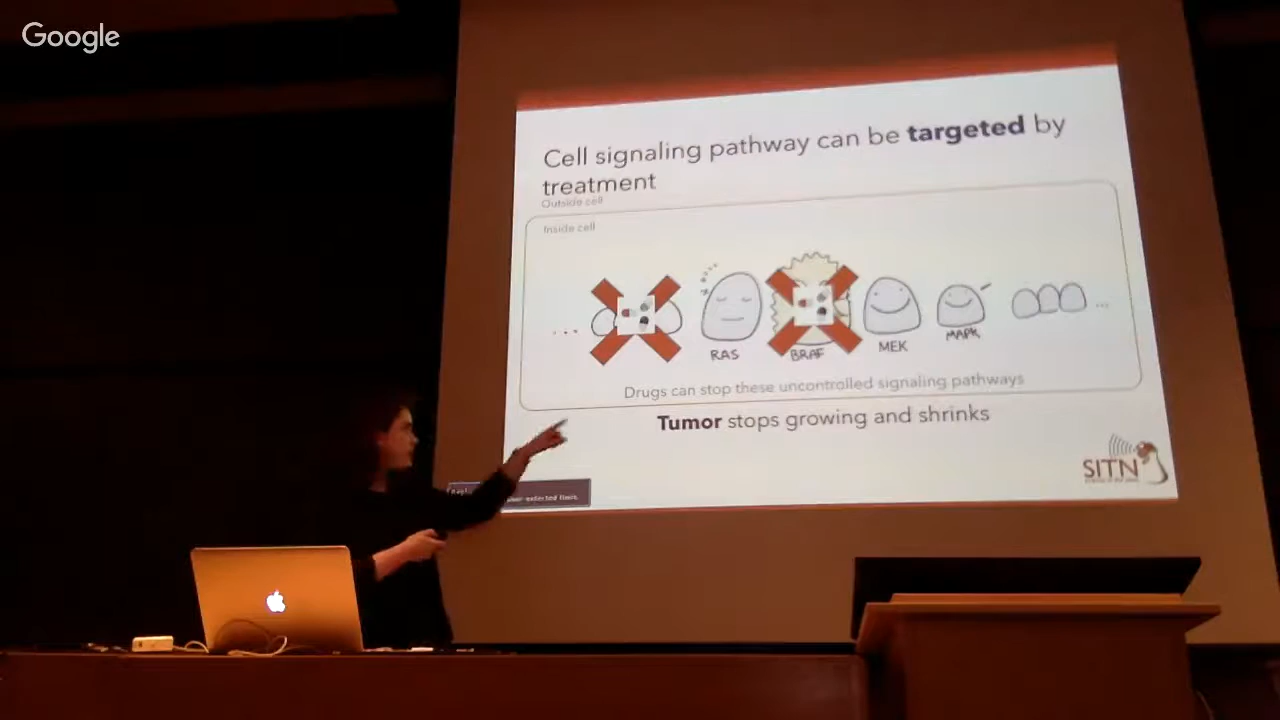 Google
Cell signaling pathway can be targeted by
treatment
Outside cell
Inside cell
RAS
BRAF
MEK
MAPK
Drugs can stop these uncontrolled signaling pathways
Tumor stops growing and shrinks
SITN